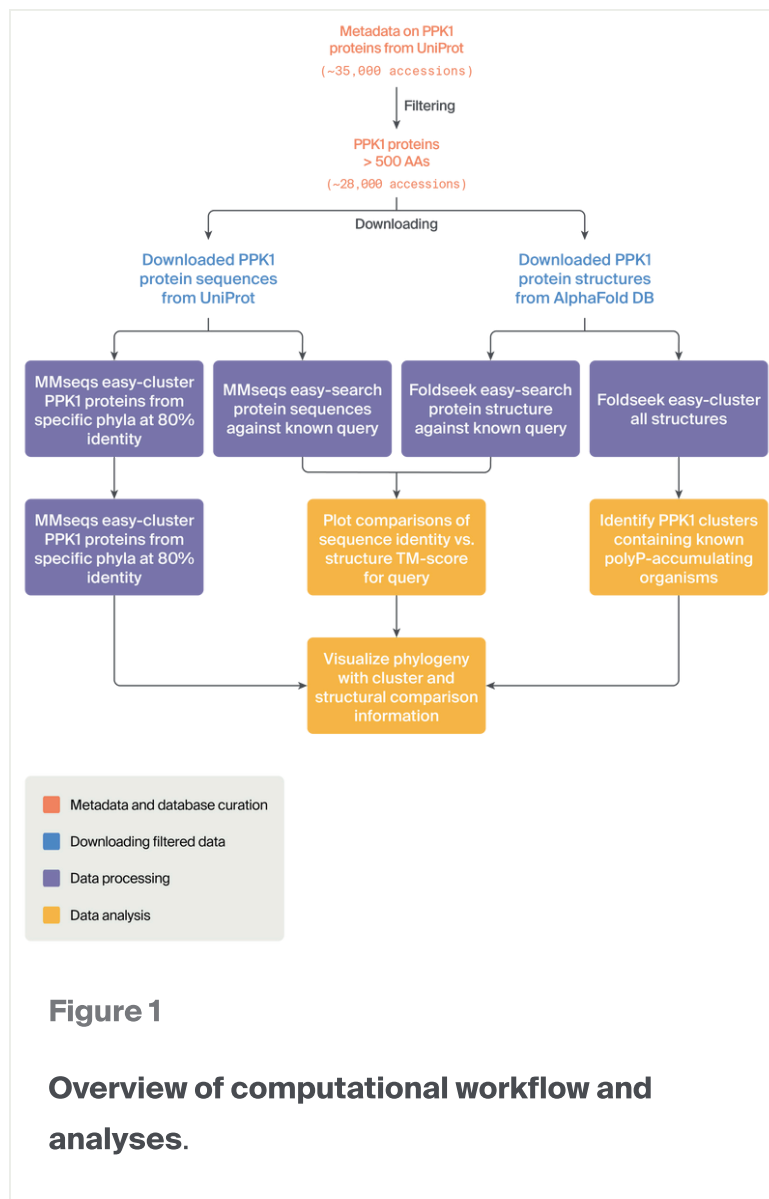 Metadata on PPK1
proteins from UniProt
(~35,000 accessions)
Filtering
PPK1 proteins
> 500 AAs
(~28,000 accessions)
Downloading
Downloaded PPK1
protein sequences
from UniProt
Downloaded PPK1
protein structures
from AlphaFold DB
MMseqs easy-cluster
PPK1 proteins from
specific phyla at 80%
identity
MMseqs easy-search
protein sequences
against known query
Foldseek easy-search
protein structure
against known query
Foldseek easy-cluster
all structures
MMseqs easy-cluster
PPK1 proteins from
specific phyla at 80%
identity
Plot comparisons of
sequence identity vs.
structure TM-score
for query
Identify PPK1 clusters
containing known
polyP-accumulating
organisms
Visualize phylogeny
with cluster and
structural comparison
information
Metadata and database curation
Downloading filtered data
Data processing
Data analysis
Figure 1
Overview of computational workflow and
analyses.